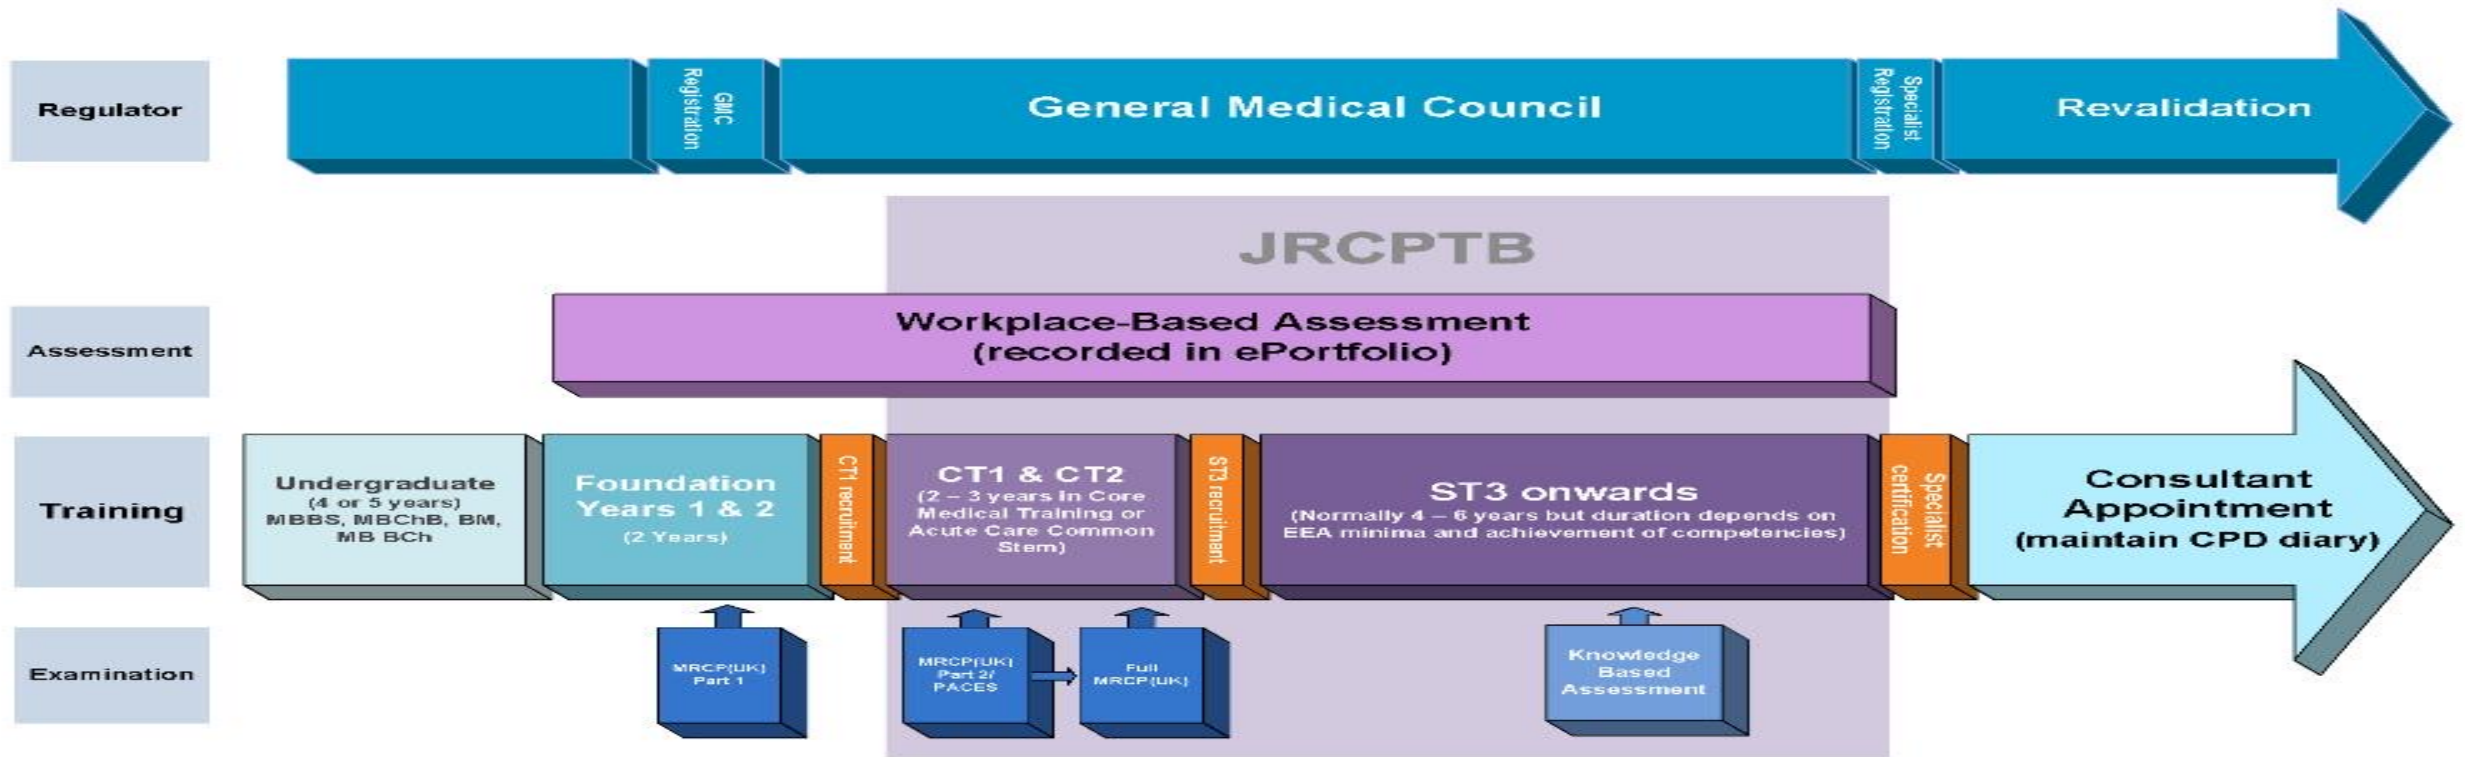 Regulator
GMC
Registration
General Medical Council
Specialist
Registration
Revalidation
JRCPTB
Assessment
Workplace-Based Assessment
(recorded in ePortfolio)
Training
Undergraduate
(4 or 5 years)
MBBS, MBChB, BM,
MB BCh
Foundation
Years 1 & 2
(2 Years)
CT1 recruitment
CT1 & CT2
(2 – 3 years in Core
Medical Training or
Acute Care Common
Stem)
ST3 recruitment
ST3 onwards
(Normally 4 – 6 years but duration depends on
EEA minima and achievement of competencies)
Specialist
certification
Consultant
Appointment
(maintain CPD diary)
Examination
MRCP(UK)
Part 1
MRCP(UK)
Part 2/
PACES
Full
MRCP(UK)
Knowledge
Based
Assessment